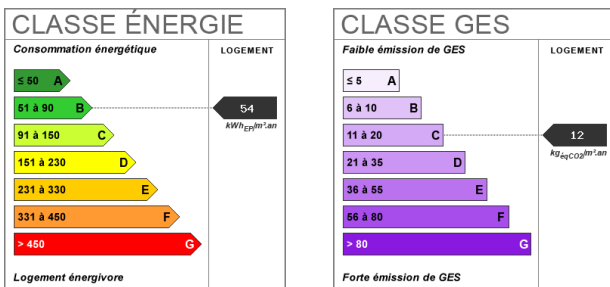 CLASSE ÉNERGIE
Consommation énergétique
LOGEMENT
≤ 50 A
51 à 90 B
54
kWhEP/m².an
91 à 150 C
151 à 230 D
231 à 330 E
331 à 450 F
> 450 G
Logement énergivore
CLASSE GES
Faible émission de GES
LOGEMENT
≤ 5 A
6 à 10 B
11 à 20 C
12
kgéqCO2/m².an
21 à 35 D
36 à 55 E
56 à 80 F
> 80 G
Forte émission de GES